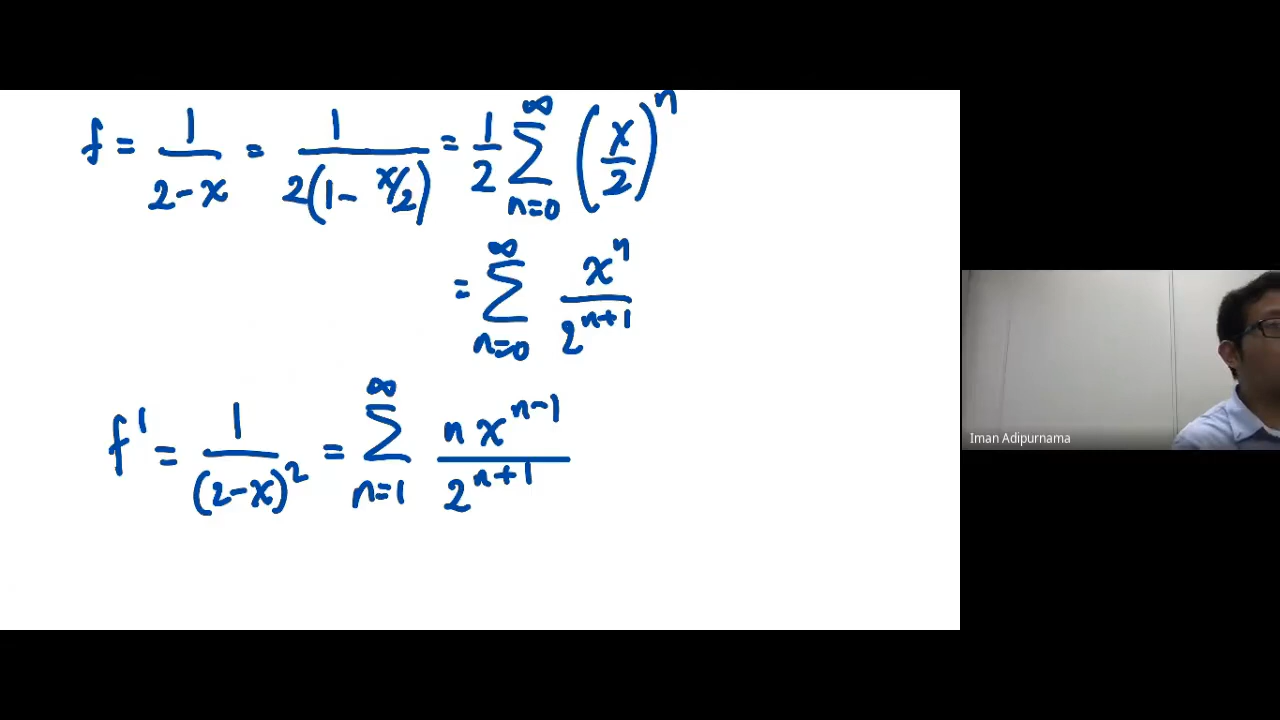 f = 1/(2-x) = 1/(2(1 - x/2)) = 1/2 ∑_{n=0}^{∞} (x/2)^n
= ∑_{n=0}^{∞} x^n / 2^{n+1}
f' = 1/(2-x)^2 = ∑_{n=1}^{∞} n x^{n-1} / 2^{n+1}
Iman Adipurnama